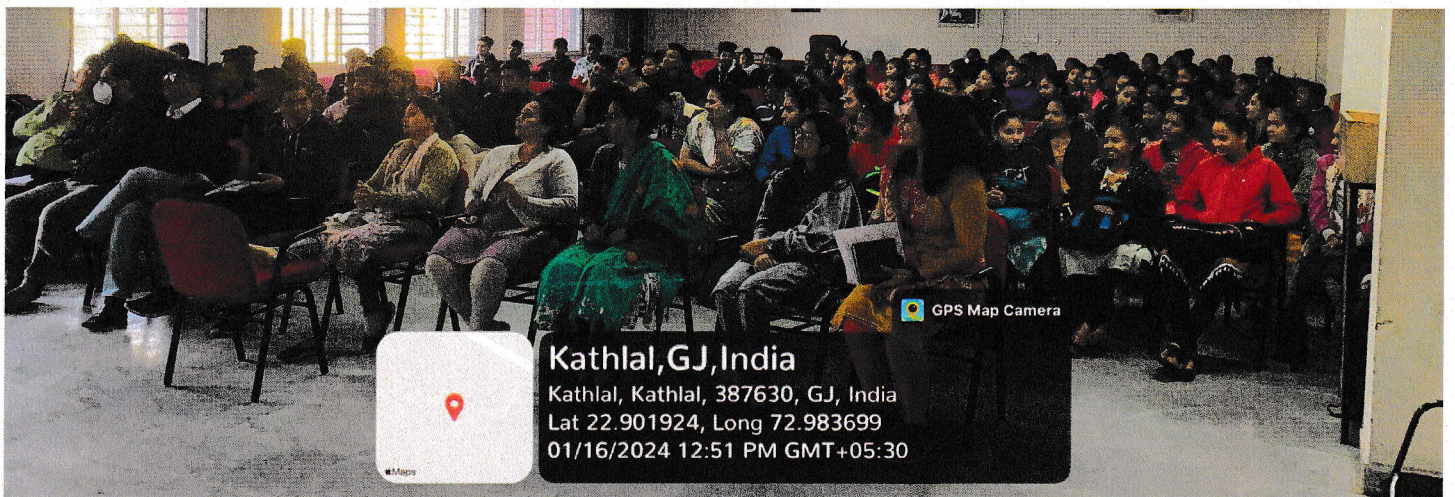 GPS Map Camera
Kathlal,GJ,India
Kathlal, Kathlal, 387630, GJ, India
Lat 22.901924, Long 72.983699
01/16/2024 12:51 PM GMT+05:30
Maps